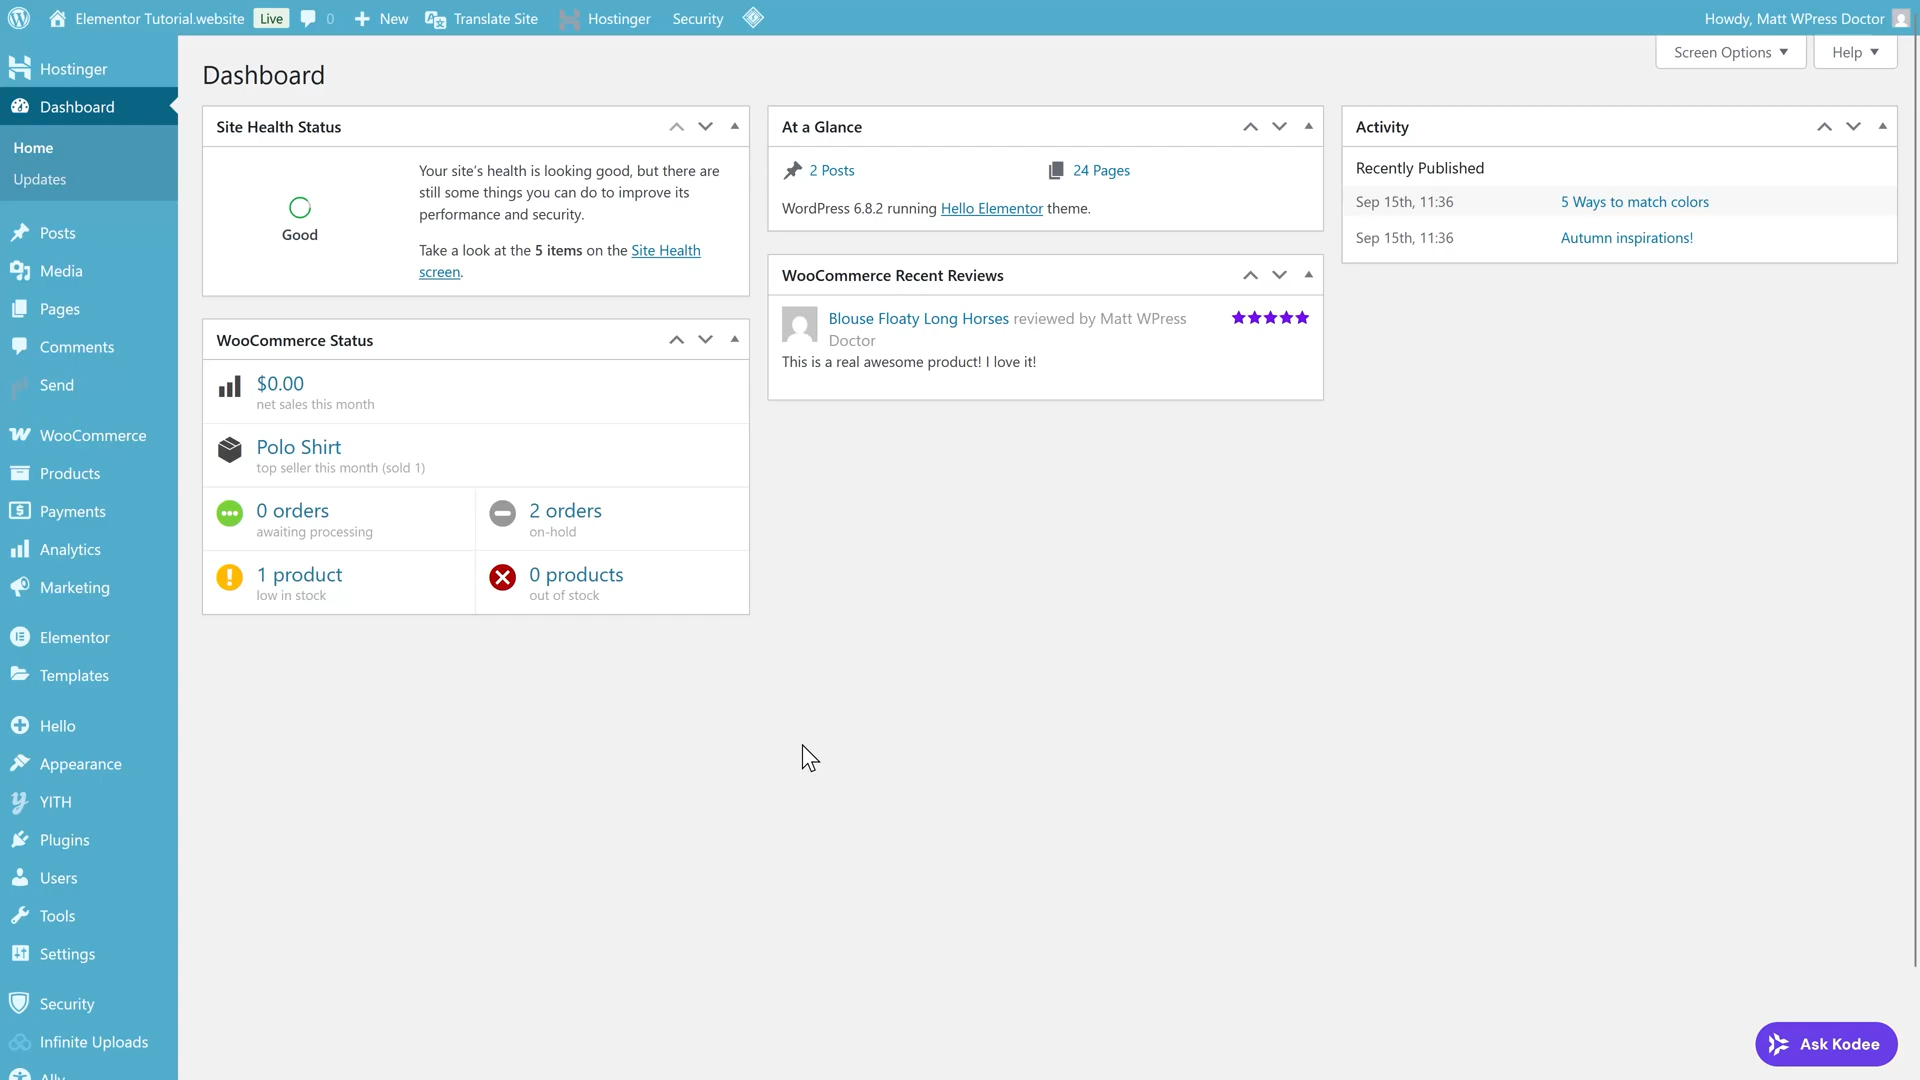 Elementor Tutorial.website
Live
0
New
Translate Site
Hostinger
Security
Howdy, Matt WPress Doctor
Screen Options
Help
Hostinger
Dashboard
Home
Updates
Posts
Media
Pages
Comments
Send
WooCommerce
Products
Payments
Analytics
Marketing
Elementor
Templates
Hello
Appearance
YITH
Plugins
Users
Tools
Settings
Security
Infinite Uploads
Ally
Dashboard
Site Health Status
Good
Your site's health is looking good, but there are
still some things you can do to improve its
performance and security.
Take a look at the 5 items on the Site Health
screen.
WooCommerce Status
$0.00
net sales this month
Polo Shirt
top seller this month (sold 1)
0 orders
awaiting processing
2 orders
on-hold
1 product
low in stock
0 products
out of stock
At a Glance
2 Posts
24 Pages
WordPress 6.8.2 running Hello Elementor theme.
WooCommerce Recent Reviews
Blouse Floaty Long Horses reviewed by Matt WPress
Doctor
This is a real awesome product! I love it!
Activity
Recently Published
Sep 15th, 11:36
5 Ways to match colors
Sep 15th, 11:36
Autumn inspirations!
Ask Kodee